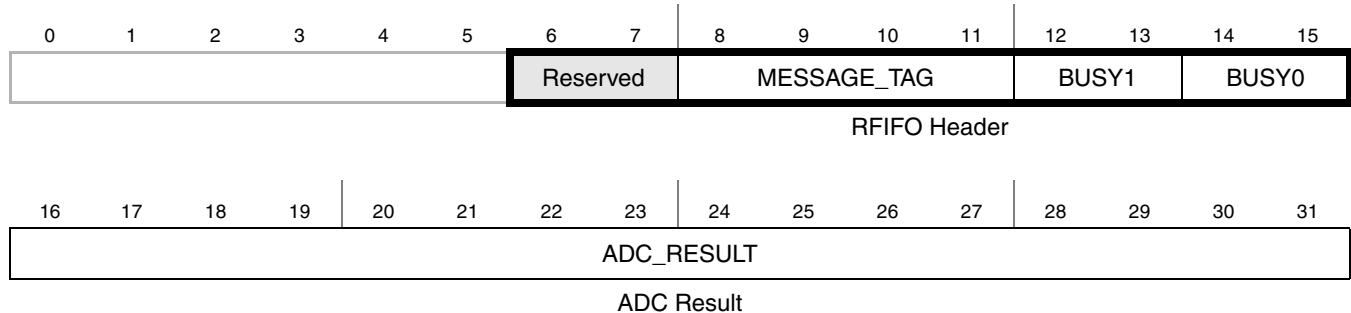 0 1 2 3 4 5 6 7 8 9 10 11 12 13 14 15
Reserved MESSAGE_TAG BUSY1 BUSY0
RFIFO Header
16 17 18 19 20 21 22 23 24 25 26 27 28 29 30 31
ADC_RESULT
ADC Result